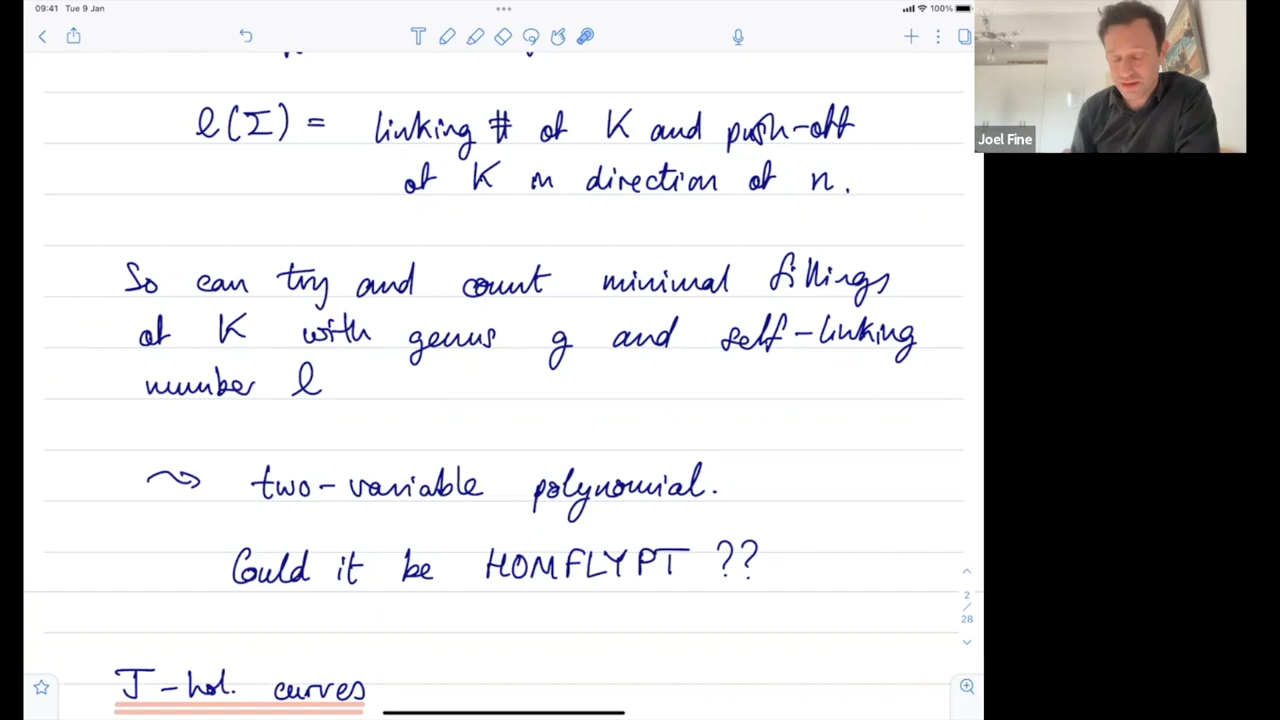 09:41 Tue 9 Jan
100%
l(Σ) = linking # of K and push-off
of K in direction of n.
So can try and count minimal fillings
of K with genus g and self-linking
number l
⤳ two-variable polynomial.
Could it be HOMFLYPT ??
2
/
28
J-hol. curves
Joel Fine